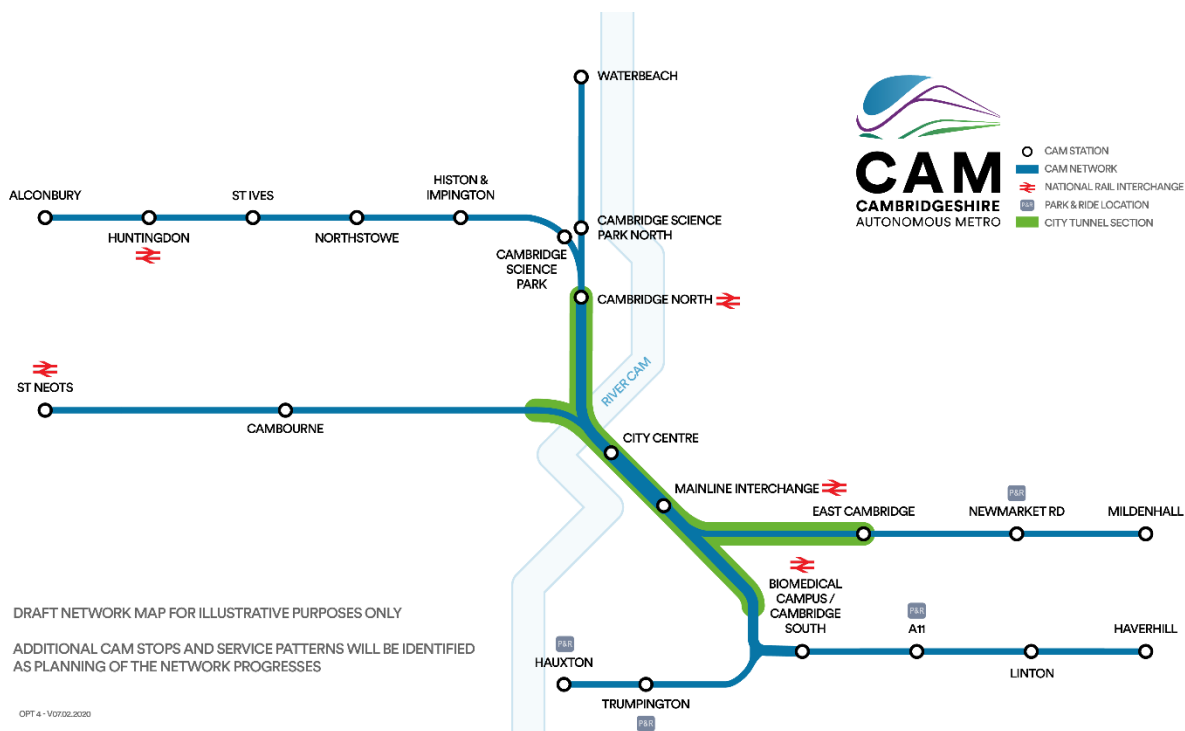 WATERBEACH
CAM
CAMBRIDGESHIRE
AUTONOMOUS METRO
CAM STATION
CAM NETWORK
NATIONAL RAIL INTERCHANGE
P&R PARK & RIDE LOCATION
CITY TUNNEL SECTION
ALCONBURY
HUNTINGDON
ST IVES
NORTHSTOWE
HISTON &
IMPINGTON
CAMBRIDGE
SCIENCE
PARK
CAMBRIDGE SCIENCE
PARK NORTH
CAMBRIDGE NORTH
RIVER CAM
ST NEOTS
CAMBOURNE
CITY CENTRE
MAINLINE INTERCHANGE
EAST CAMBRIDGE
P&R
NEWMARKET RD
MILDENHALL
BIOMEDICAL
CAMPUS /
CAMBRIDGE
SOUTH
P&R
A11
LINTON
HAVERHILL
P&R
HAUXTON
TRUMPINGTON
P&R
DRAFT NETWORK MAP FOR ILLUSTRATIVE PURPOSES ONLY
ADDITIONAL CAM STOPS AND SERVICE PATTERNS WILL BE IDENTIFIED
AS PLANNING OF THE NETWORK PROGRESSES
OPT 4 - V07.02.2020